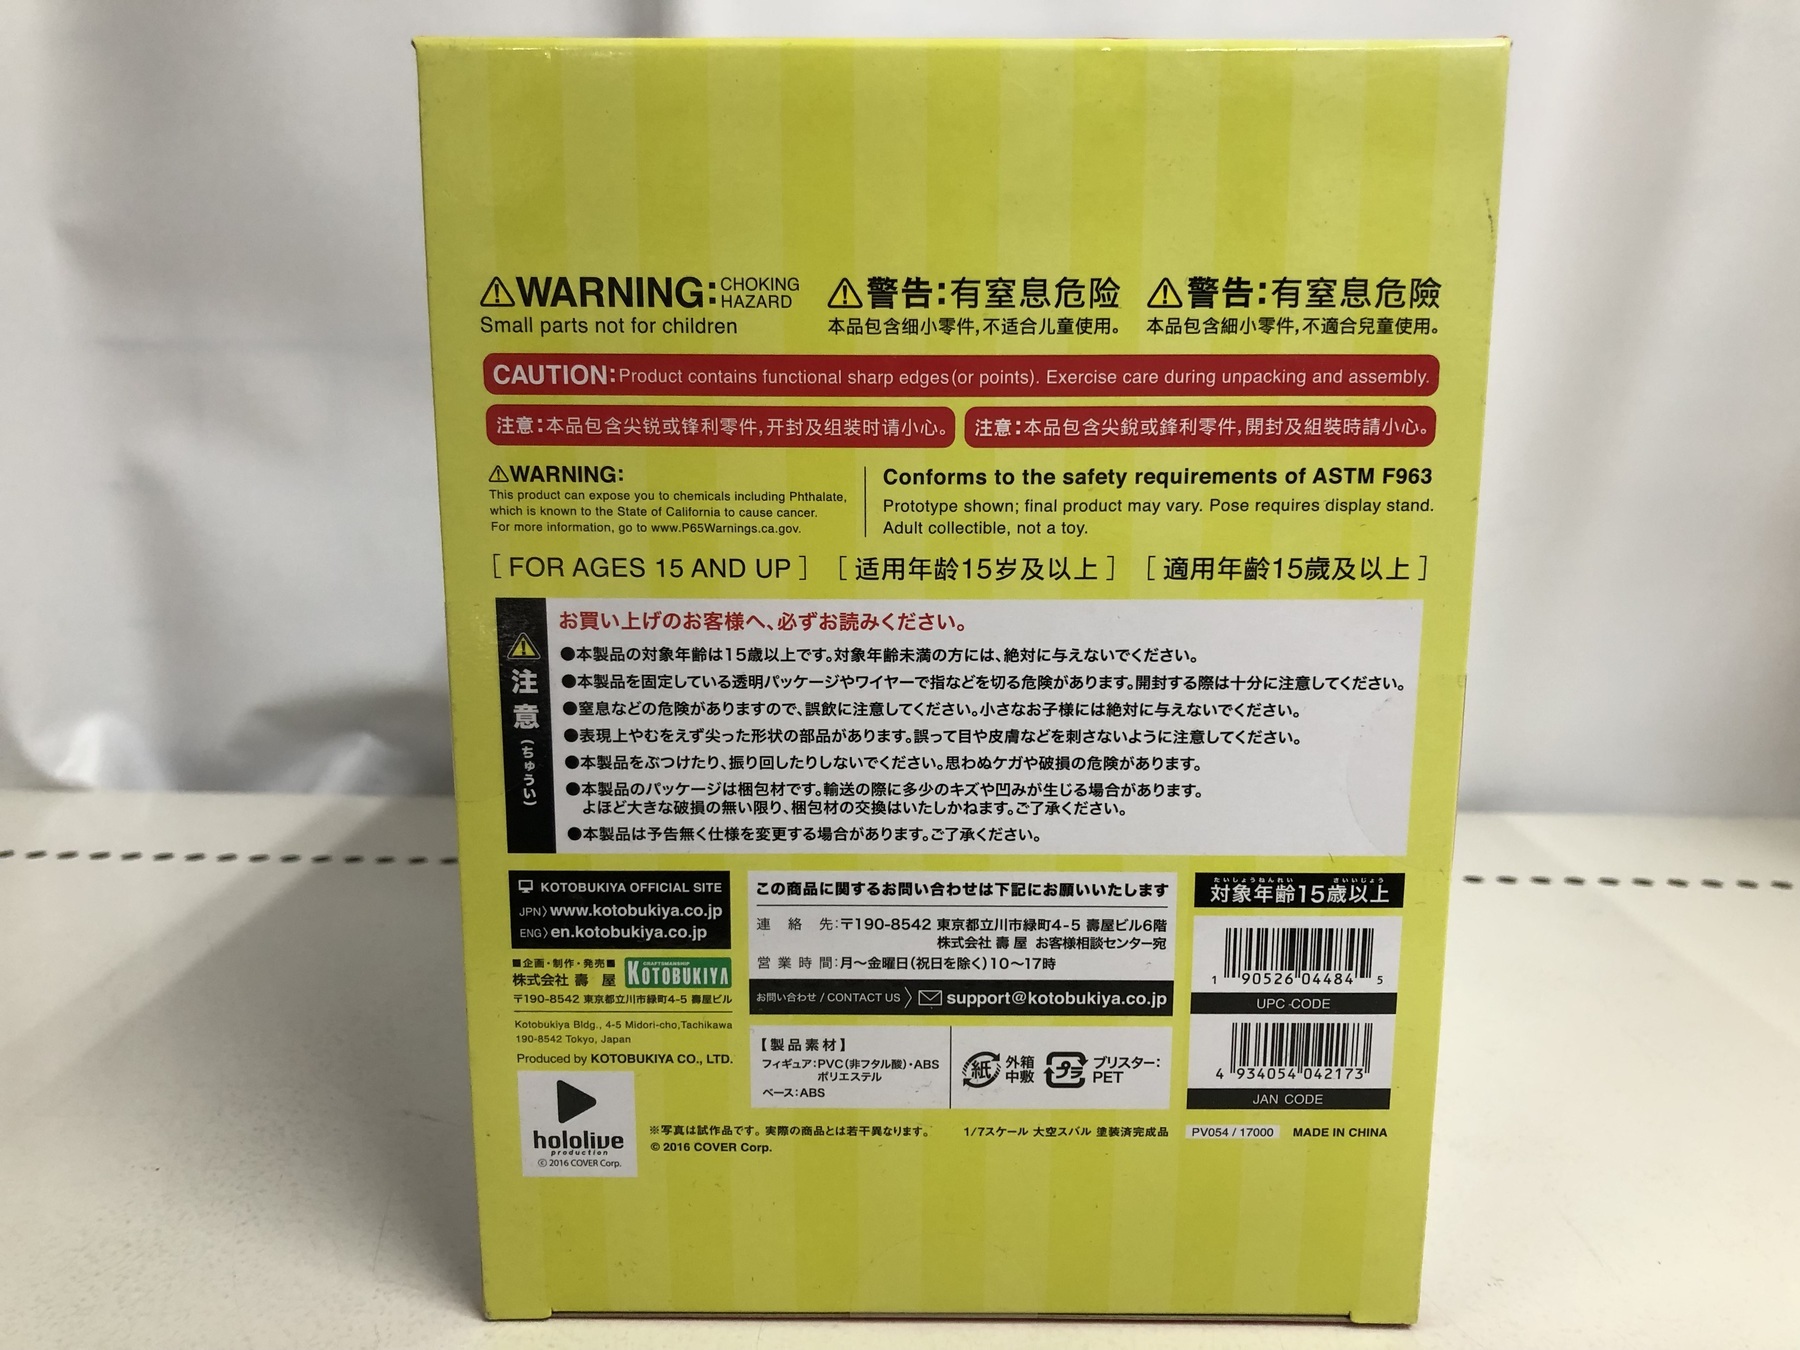 ⚠WARNING: CHOKING HAZARD
Small parts not for children
⚠警告:有窒息危险
本品包含细小零件,不适合儿童使用。
⚠警告:有窒息危險
本品包含細小零件,不適合兒童使用。
CAUTION:Product contains functional sharp edges(or points). Exercise care during unpacking and assembly.
注意:本品包含尖锐或锋利零件,开封及组装时请小心。
注意:本品包含尖銳或鋒利零件,開封及組裝時請小心。
⚠WARNING:
This product can expose you to chemicals including Phthalate,
which is known to the State of California to cause cancer.
For more information, go to www.P65Warnings.ca.gov.
Conforms to the safety requirements of ASTM F963
Prototype shown; final product may vary. Pose requires display stand.
Adult collectible, not a toy.
[ FOR AGES 15 AND UP ]
[ 适用年龄15岁及以上 ]
[ 適用年齡15歲及以上 ]
⚠注意(ちゅうい)
お買い上げのお客様へ、必ずお読みください。
●本製品の対象年齢は15歳以上です。対象年齢未満の方には、絶対に与えないでください。
●本製品を固定している透明パッケージやワイヤーで指などを切る危険があります。開封する際は十分に注意してください。
●窒息などの危険がありますので、誤飲に注意してください。小さなお子様には絶対に与えないでください。
●表現上やむをえず尖った形状の部品があります。誤って目や皮膚などを刺さないように注意してください。
●本製品をぶつけたり、振り回したりしないでください。思わぬケガや破損の危険があります。
●本製品のパッケージは梱包材です。輸送の際に多少のキズや凹みが生じる場合があります。
よほど大きな破損の無い限り、梱包材の交換はいたしかねます。ご了承ください。
●本製品は予告無く仕様を変更する場合があります。ご了承ください。
KOTOBUKIYA OFFICIAL SITE
JPN〉www.kotobukiya.co.jp
ENG〉en.kotobukiya.co.jp
■企画・制作・発売■
株式会社 壽 屋
CRAFTSMANSHIP
KOTOBUKIYA
〒190-8542 東京都立川市緑町4-5 壽屋ビル
Kotobukiya Bldg., 4-5 Midori-cho,Tachikawa
190-8542 Tokyo, Japan
Produced by KOTOBUKIYA CO., LTD.
この商品に関するお問い合わせは下記にお願いいたします
連絡先:〒190-8542 東京都立川市緑町4-5 壽屋ビル6階
株式会社 壽 屋 お客様相談センター宛
営業時間:月〜金曜日(祝日を除く)10〜17時
お問い合わせ / CONTACT US 〉 support@kotobukiya.co.jp
【製品素材】
フィギュア:PVC(非フタル酸)・ABS
ポリエステル
ベース:ABS
紙
外箱
中敷
プラ
ブリスター:
PET
たいしょうねんれい さいいじょう
対象年齢15歳以上
1 90526 04484 5
UPC CODE
4 934054 042173
JAN CODE
hololive
production
© 2016 COVER Corp.
※写真は試作品です。実際の商品とは若干異なります。
© 2016 COVER Corp.
1/7スケール 大空スバル 塗装済完成品
PV054 / 17000
MADE IN CHINA